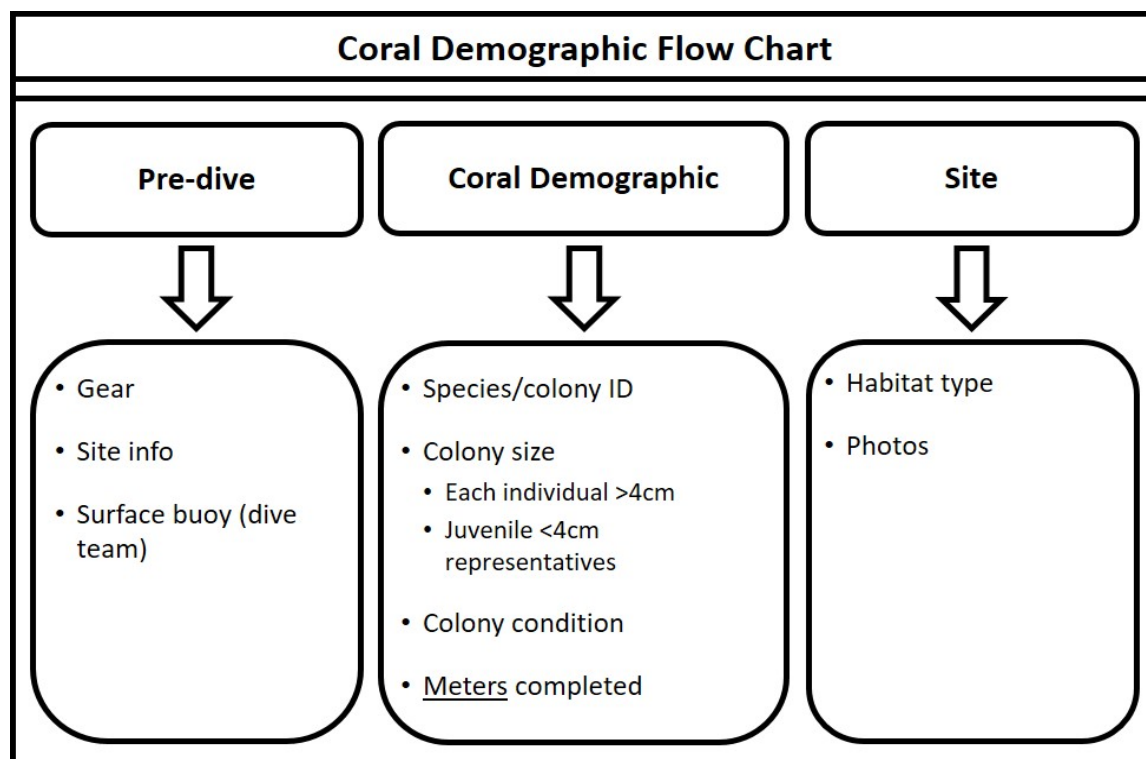 Coral Demographic Flow Chart
Pre-dive
• Gear
• Site info
• Surface buoy (dive
team)
Coral Demographic
• Species/colony ID
• Colony size
• Each individual >4cm
• Juvenile <4cm
representatives
• Colony condition
• Meters completed
Site
• Habitat type
• Photos